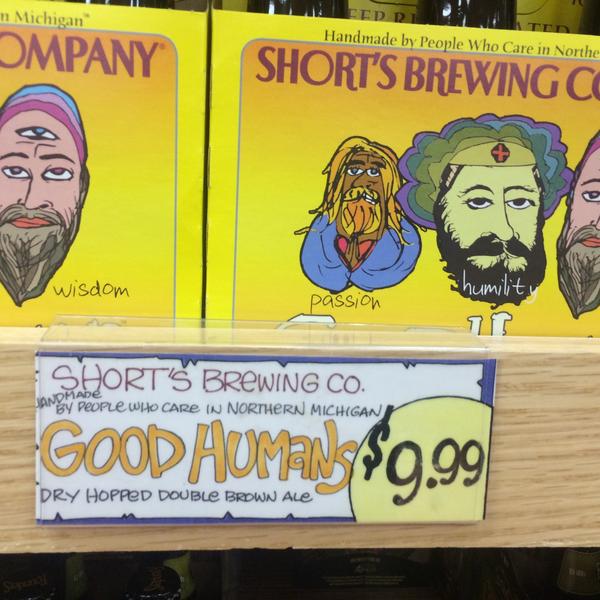 n Michigan™
OMPANY®
wisdom
Handmade by People Who Care in Northe
SHORT'S BREWING CO
passion
humility
SHORT'S BREWING CO.
HANDMADE
BY PEOPLE WHO CARE IN NORTHERN MICHIGAN
GOOD HUMANS
$9.99
DRY HOPPED DOUBLE BROWN ALE